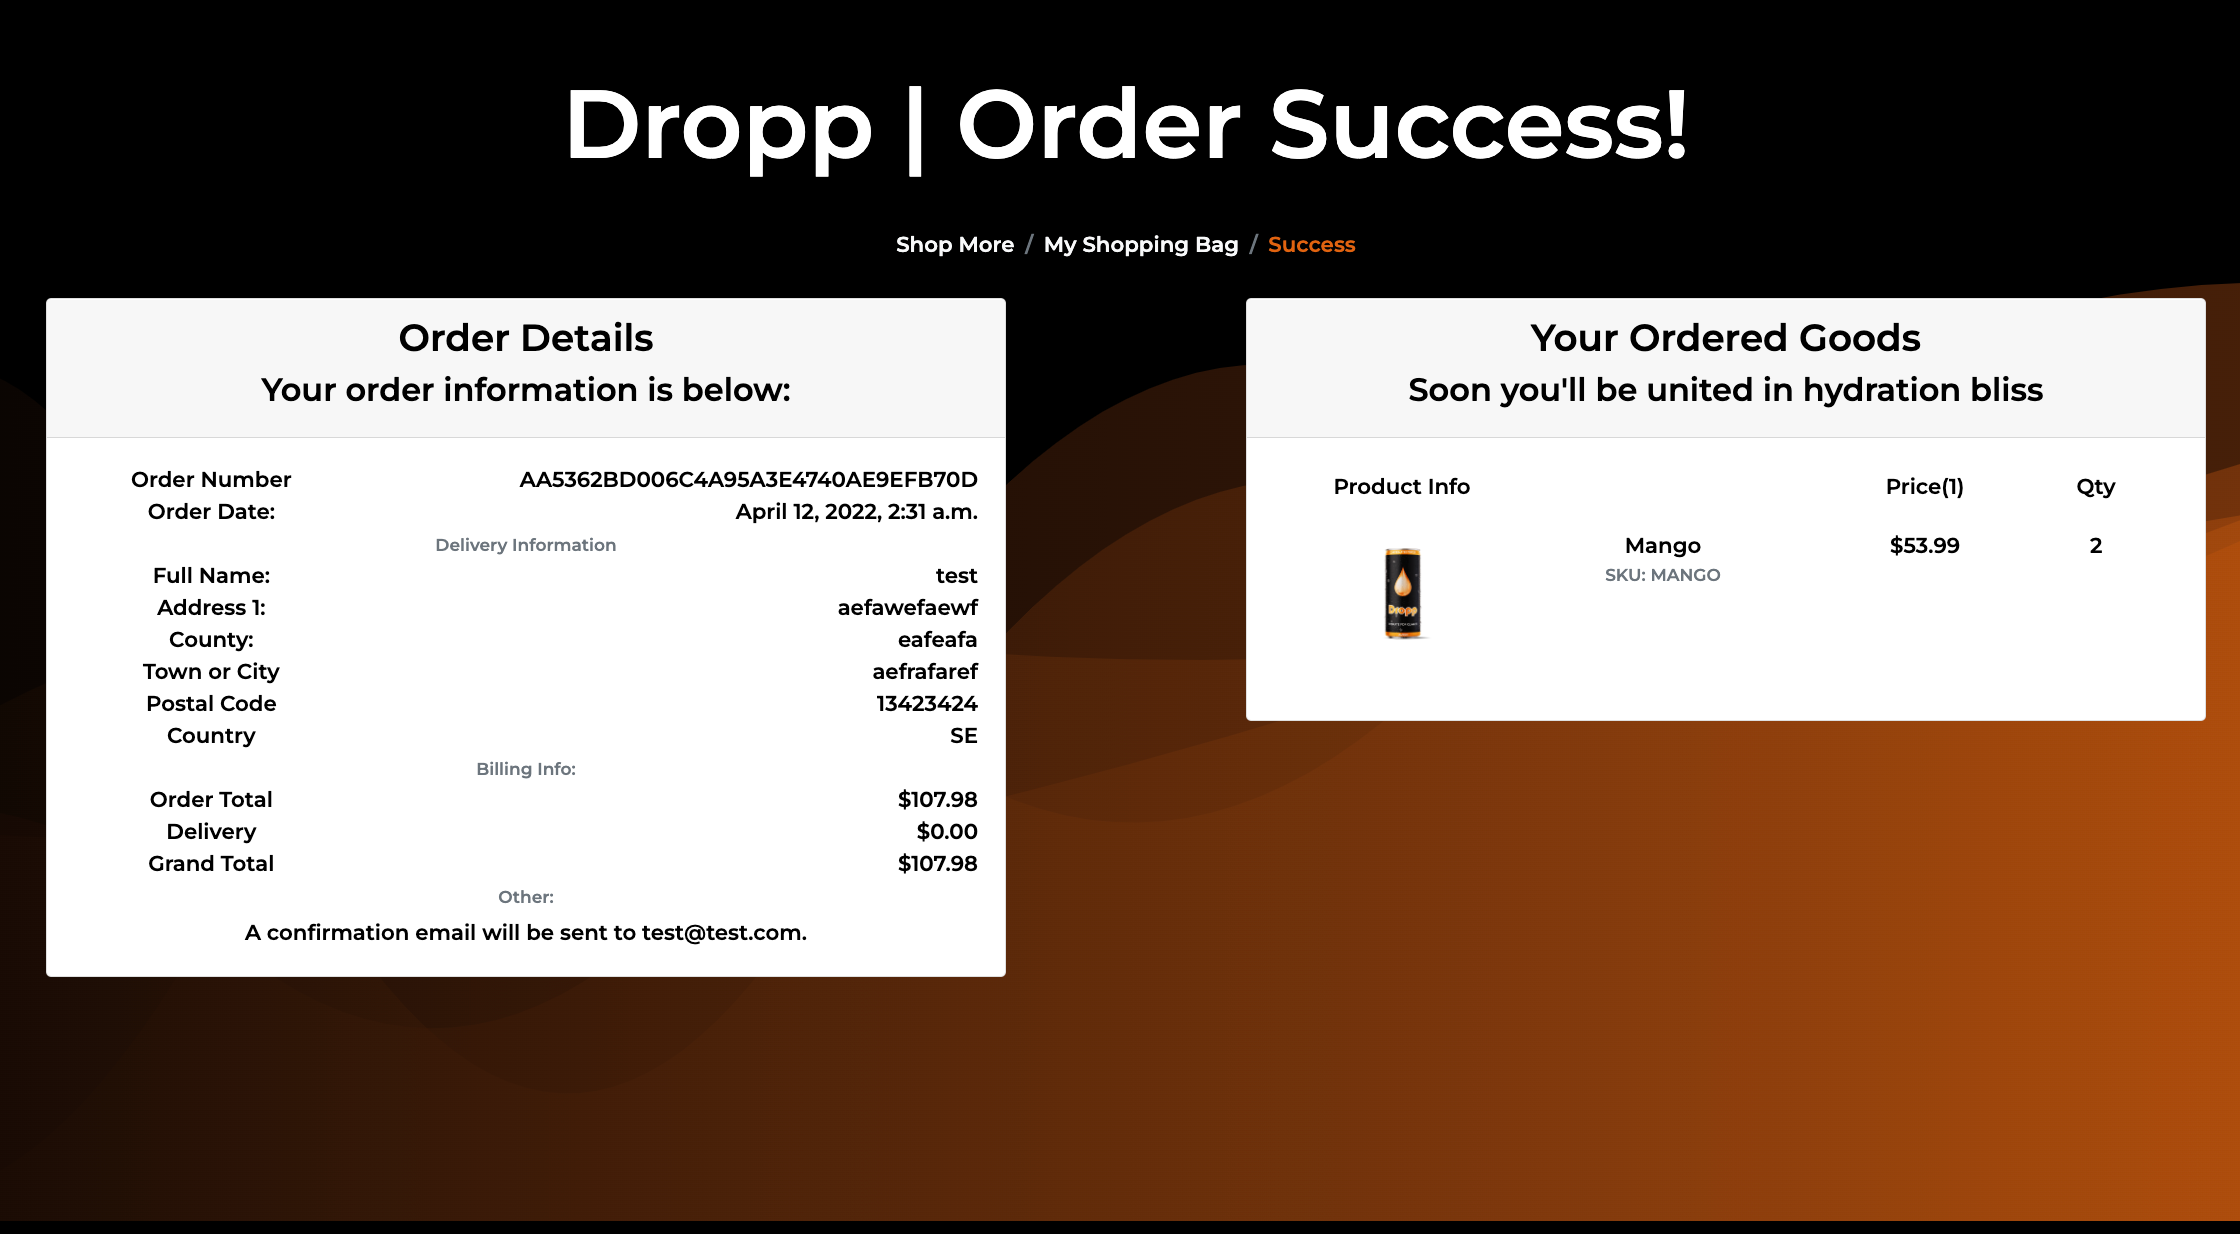 Dropp | Order Success!
Shop More / My Shopping Bag / Success
Order Details
Your order information is below:
Order Number AA5362BD006C4A95A3E4740AE9EFB70D
Order Date: April 12, 2022, 2:31 a.m.
Delivery Information
Full Name: test
Address 1: aefawefaewf
County: eafeafa
Town or City aefrafaref
Postal Code 13423424
Country SE
Billing Info:
Order Total $107.98
Delivery $0.00
Grand Total $107.98
Other:
A confirmation email will be sent to test@test.com.
Your Ordered Goods
Soon you'll be united in hydration bliss
Product Info Price(1) Qty
Mango $53.99 2
SKU: MANGO
Dropp